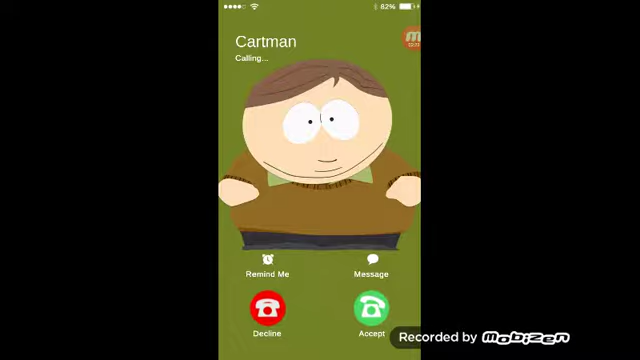 82%
Cartman
Calling...
Remind Me
Message
Decline
Accept
Recorded by mobizen